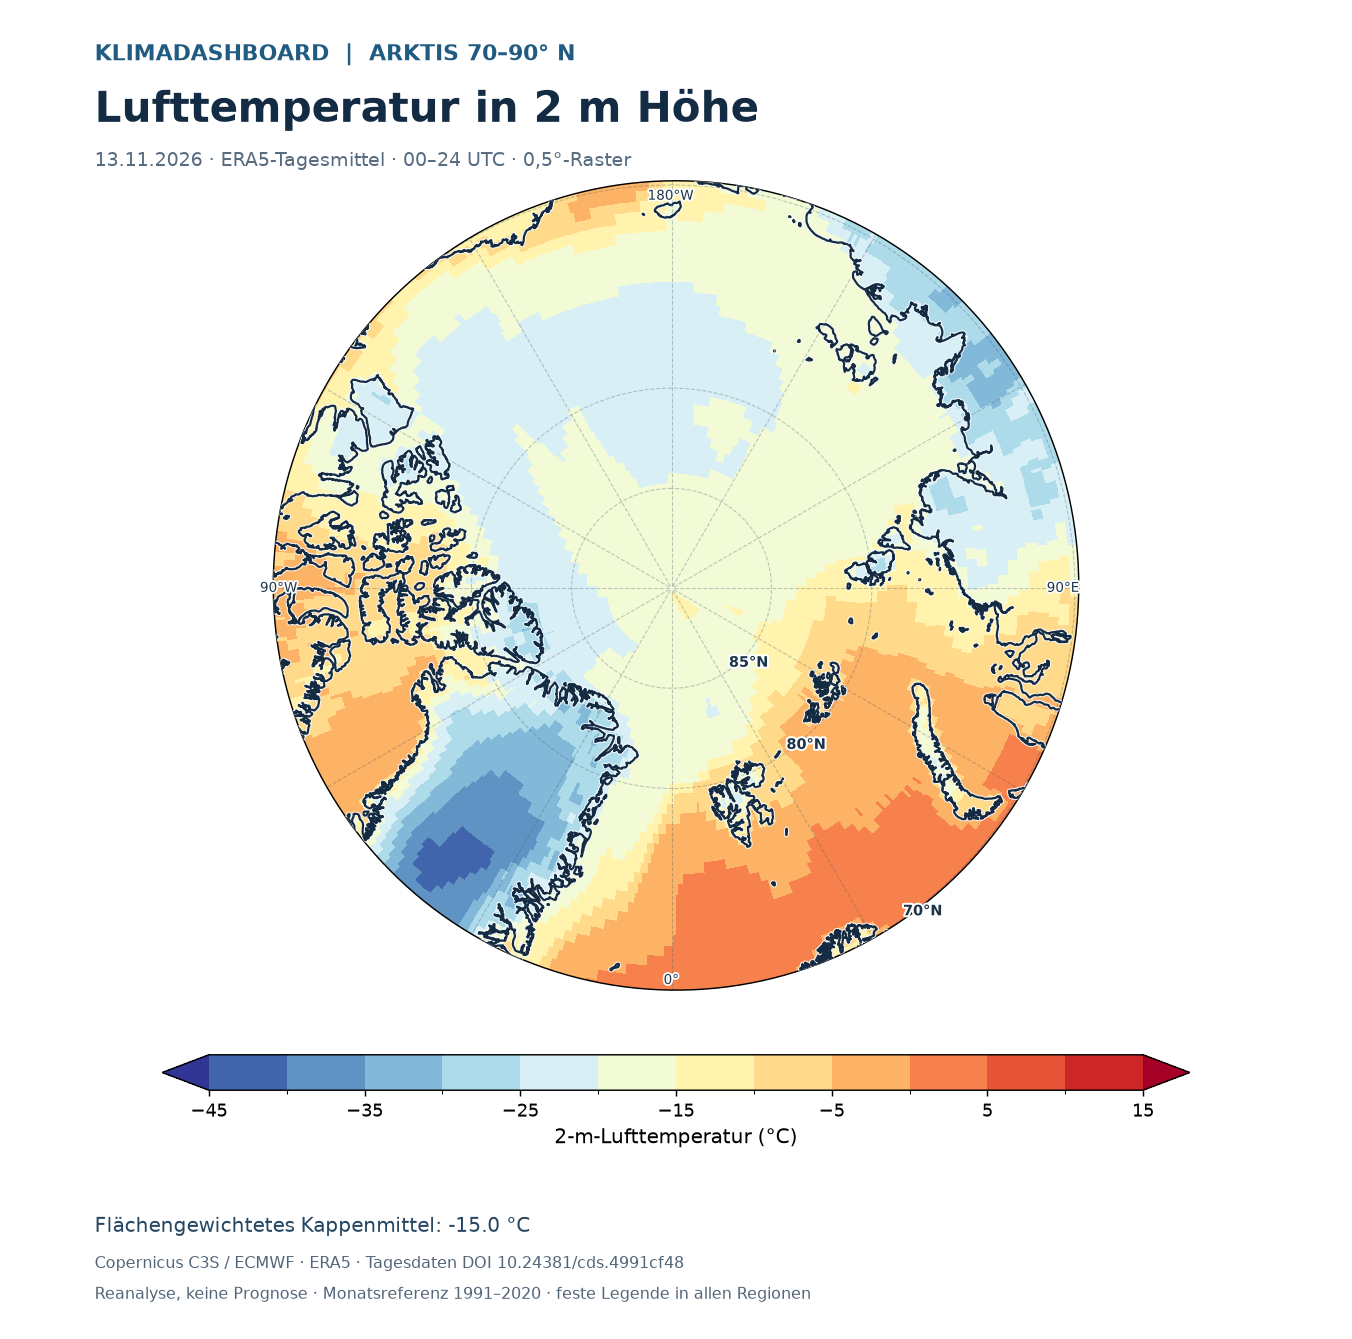 KLIMADASHBOARD | ARKTIS 70–90° N
Lufttemperatur in 2 m Höhe
13.11.2026 · ERA5-Tagesmittel · 00–24 UTC · 0,5°-Raster
180°W
90°W
90°E
85°N
80°N
70°N
0°
−45 −35 −25 −15 −5 5 15
2-m-Lufttemperatur (°C)
Flächengewichtetes Kappenmittel: -15.0 °C
Copernicus C3S / ECMWF · ERA5 · Tagesdaten DOI 10.24381/cds.4991cf48
Reanalyse, keine Prognose · Monatsreferenz 1991–2020 · feste Legende in allen Regionen